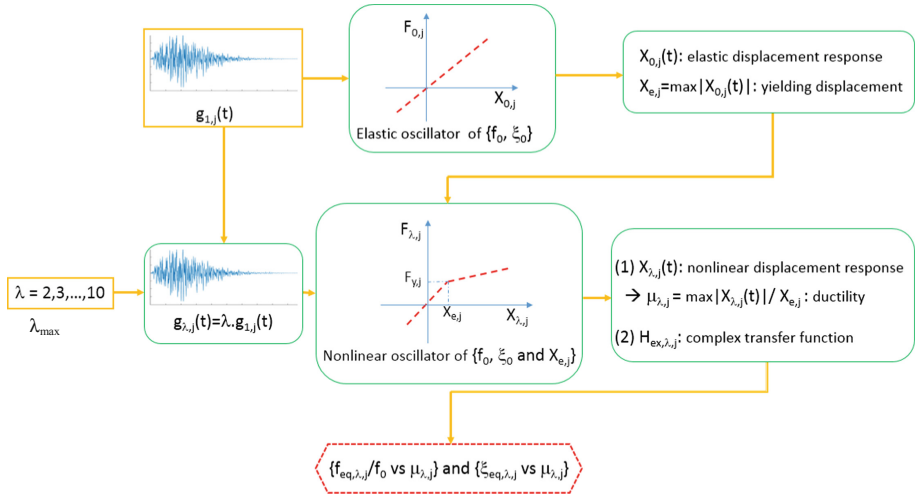 g1,j(t)
F0,j
X0,j
Elastic oscillator of {f0, ξ0}
X0,j(t): elastic displacement response
Xe,j=max|X0,j(t)|: yielding displacement
λ = 2,3,...,10
λmax
gλ,j(t)=λ.g1,j(t)
Fλ,j
Fy,j
Xe,j
Xλ,j
Nonlinear oscillator of {f0, ξ0 and Xe,j}
(1) Xλ,j(t): nonlinear displacement response
→ μλ,j = max|Xλ,j(t)|/ Xe,j : ductility
(2) Hex,λ,j: complex transfer function
{feq,λ,j/f0 vs μλ,j} and {ξeq,λ,j vs μλ,j}